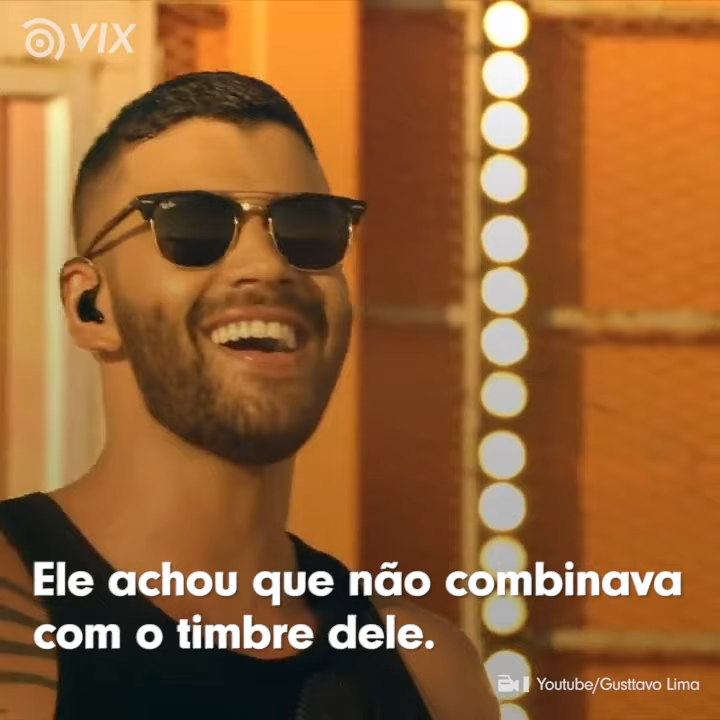 VIX
Ele achou que não combinava
com o timbre dele.
Youtube/Gusttavo Lima